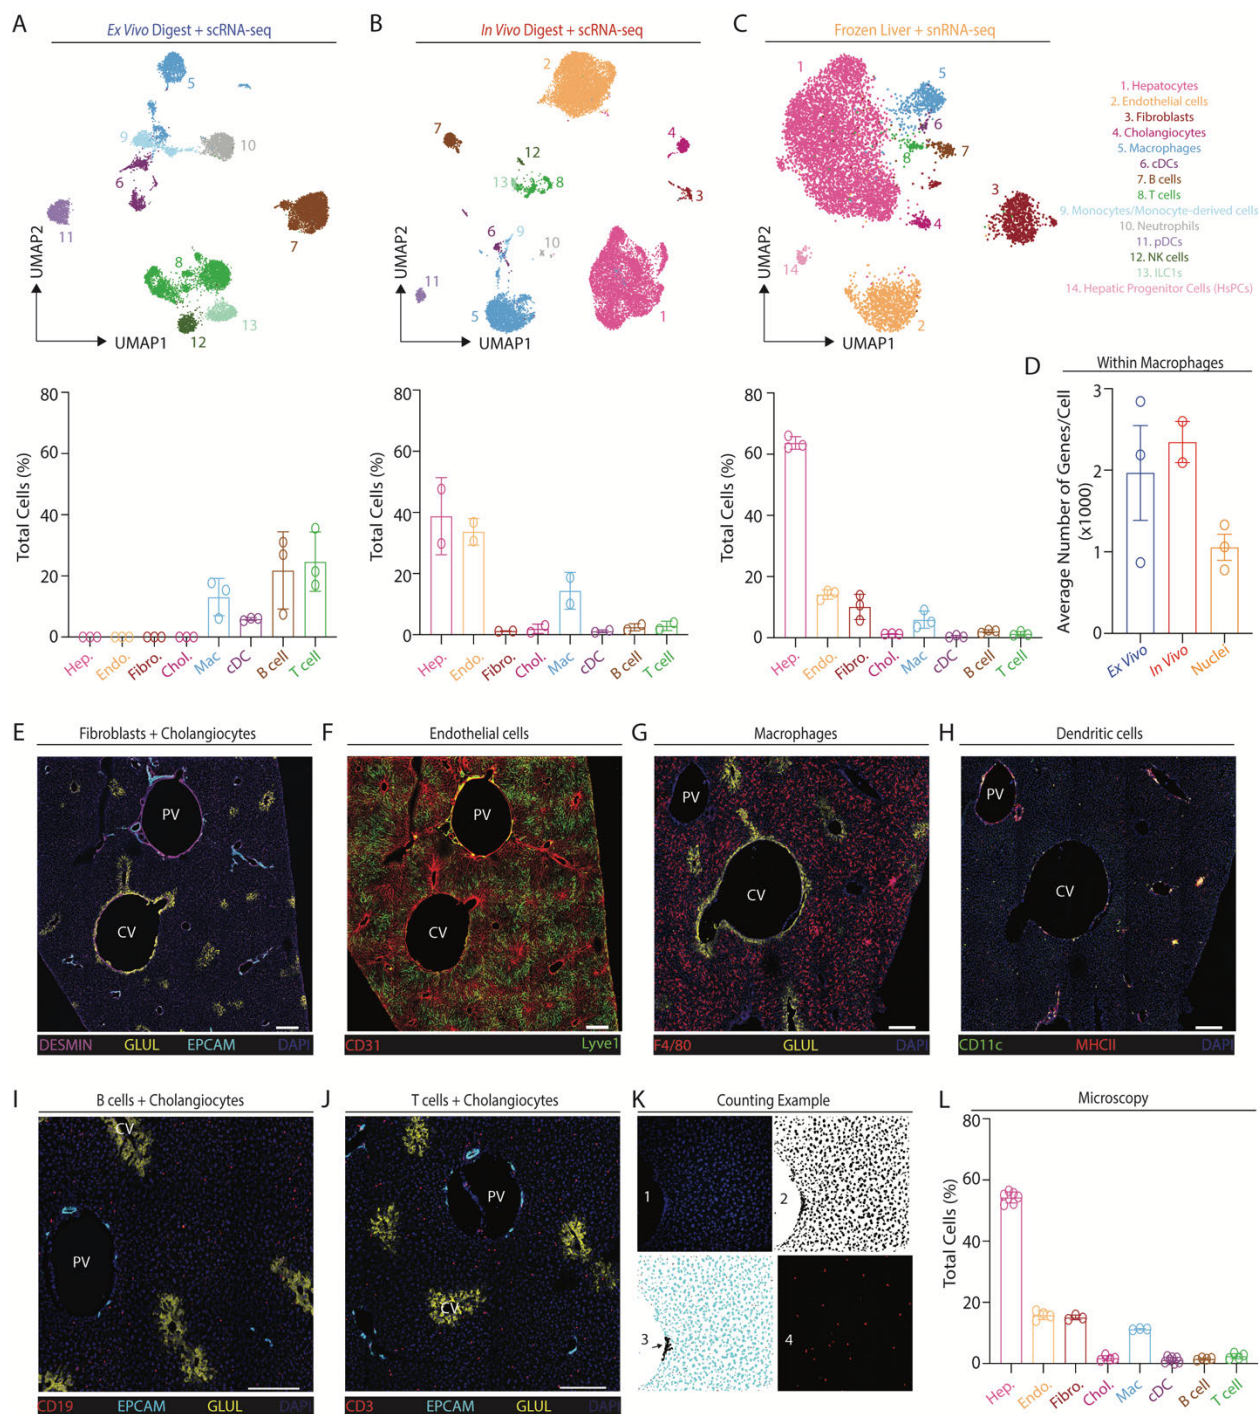 A
Ex Vivo Digest + scRNA-seq
5
9
10
6
11
7
8
13
12
UMAP2
UMAP1
B
In Vivo Digest + scRNA-seq
2
7
4
12
13
8
3
6
9
10
11
5
1
UMAP2
UMAP1
C
Frozen Liver + snRNA-seq
1
5
6
8
7
3
4
14
2
UMAP2
UMAP1
1. Hepatocytes
2. Endothelial cells
3. Fibroblasts
4. Cholangiocytes
5. Macrophages
6. cDCs
7. B cells
8. T cells
9. Monocytes/Monocyte-derived cells
10. Neutrophils
11. pDCs
12. NK cells
13. ILC1s
14. Hepatic Progenitor Cells (HsPCs)
Total Cells (%)
80
60
40
20
0
Hep.
Endo.
Fibro.
Chol.
Mac
cDC
B cell
T cell
Total Cells (%)
80
60
40
20
0
Hep.
Endo.
Fibro.
Chol.
Mac
cDC
B cell
T cell
Total Cells (%)
80
60
40
20
0
Hep.
Endo.
Fibro.
Chol.
Mac
cDC
B cell
T cell
D
Within Macrophages
Average Number of Genes/Cell
(x1000)
3
2
1
0
Ex Vivo
In Vivo
Nuclei
E
Fibroblasts + Cholangiocytes
PV
CV
DESMIN GLUL EPCAM DAPI
F
Endothelial cells
PV
CV
CD31 Lyve1
G
Macrophages
PV
CV
F4/80 GLUL DAPI
H
Dendritic cells
PV
CV
CD11c MHCII DAPI
I
B cells + Cholangiocytes
CV
PV
CD19 EPCAM GLUL DAPI
J
T cells + Cholangiocytes
PV
CV
CD3 EPCAM GLUL DAPI
K
Counting Example
1
2
3
4
L
Microscopy
Total Cells (%)
80
60
40
20
0
Hep.
Endo.
Fibro.
Chol.
Mac
cDC
B cell
T cell